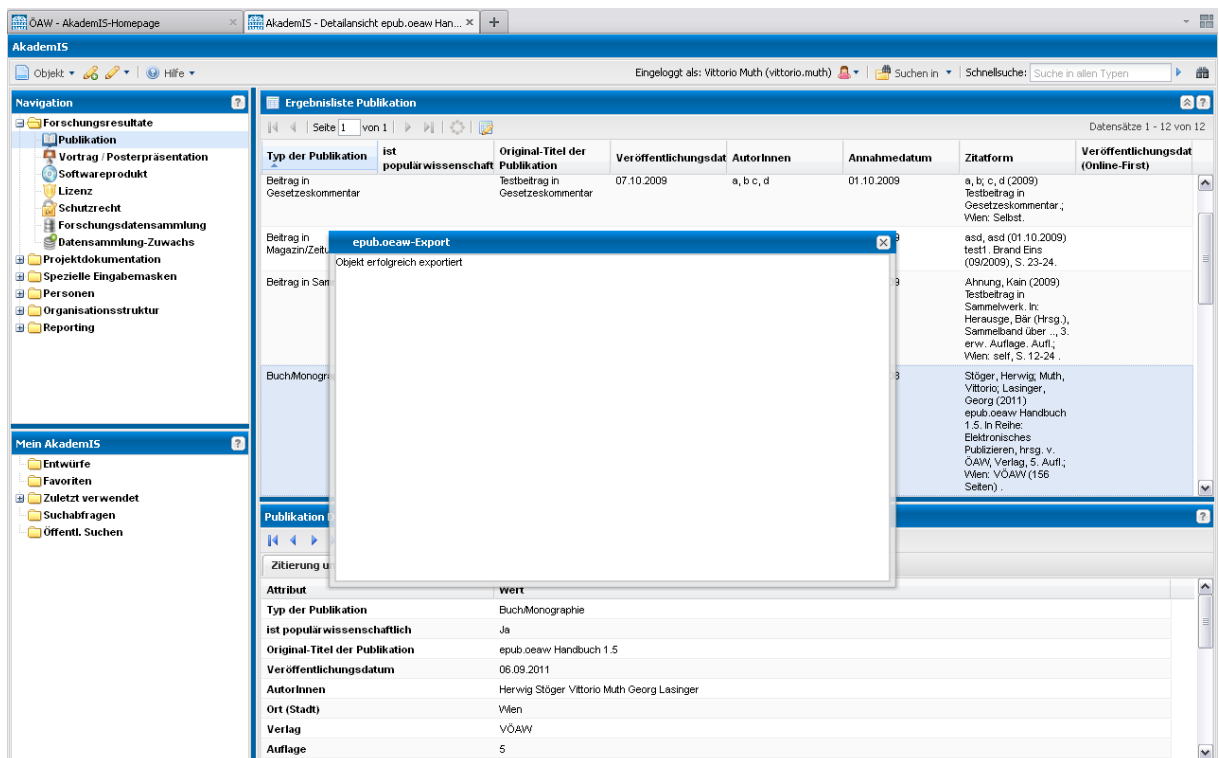 ÖAW - AkademIS-Homepage
AkademIS - Detailansicht epub.oeaw Han...
AkademIS
Objekt
Hilfe
Eingeloggt als: Vittorio Muth (vittorio.muth)
Suchen in
Schnellsuche:
Suche in allen Typen
Navigation
Forschungsresultate
Publikation
Vortrag / Posterpräsentation
Softwareprodukt
Lizenz
Schutzrecht
Forschungsdatensammlung
Datensammlung-Zuwachs
Projektdokumentation
Spezielle Eingabemasken
Personen
Organisationsstruktur
Reporting
Mein AkademIS
Entwürfe
Favoriten
Zuletzt verwendet
Suchabfragen
Öffentl. Suchen
Ergebnisliste Publikation
Seite 1 von 1
Datensätze 1 - 12 von 12
Typ der Publikation
ist
populärwissenschaft
Original-Titel der
Publikation
Veröffentlichungsdat
AutorInnen
Annahmedatum
Zitatform
Veröffentlichungsdat
(Online-First)
Beitrag in
Gesetzeskommentar
Testbeitrag in
Gesetzeskommentar
07.10.2009
a, b c, d
01.10.2009
a, b; c, d (2009)
Testbeitrag in
Gesetzeskommentar.;
Wien: Selbst.
Beitrag in
Magazin/Zeitu
asd, asd (01.10.2009)
test1. Brand Eins
(09/2009), S. 23-24.
Beitrag in Sam
Ahnung, Kain (2009)
Testbeitrag in
Sammelwerk. In:
Herausge, Bär (Hrsg.),
Sammelband über .., 3.
erw. Auflage. Aufl.;
Wien: self, S. 12-24 .
Buch/Monogra
Stöger, Herwig; Muth,
Vittorio; Lasinger,
Georg (2011)
epub.oeaw Handbuch
1.5. In Reihe:
Elektronisches
Publizieren, hrsg. v.
ÖAW, Verlag, 5. Aufl.;
Wien: VÖAW (156
Seiten) .
epub.oeaw-Export
Objekt erfolgreich exportiert
Publikation
Zitierung u
Attribut
Wert
Typ der Publikation
Buch/Monographie
ist populärwissenschaftlich
Ja
Original-Titel der Publikation
epub.oeaw Handbuch 1.5
Veröffentlichungsdatum
06.09.2011
AutorInnen
Herwig Stöger Vittorio Muth Georg Lasinger
Ort (Stadt)
Wien
Verlag
VÖAW
Auflage
5